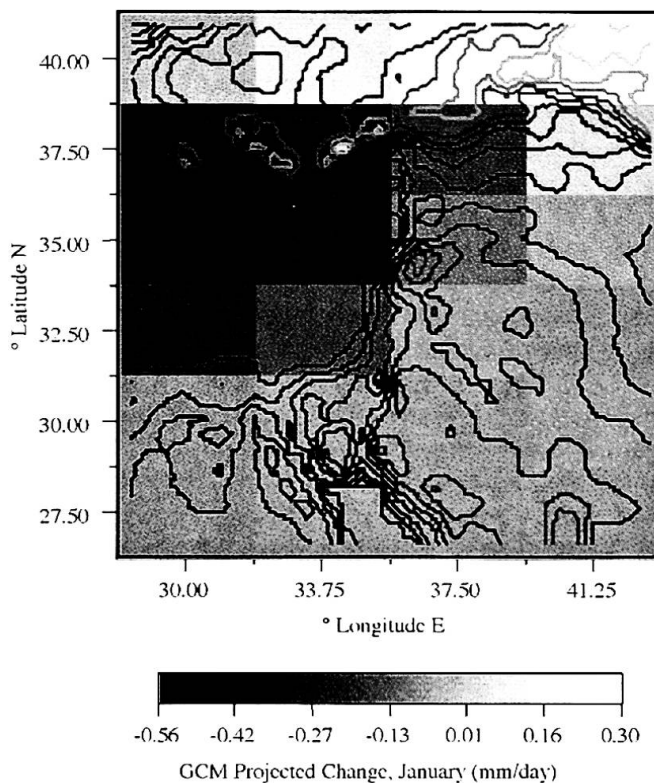 40.00
37.50
35.00
32.50
30.00
27.50
° Latitude N
30.00 33.75 37.50 41.25
° Longitude E
-0.56 -0.42 -0.27 -0.13 0.01 0.16 0.30
GCM Projected Change, January (mm/day)